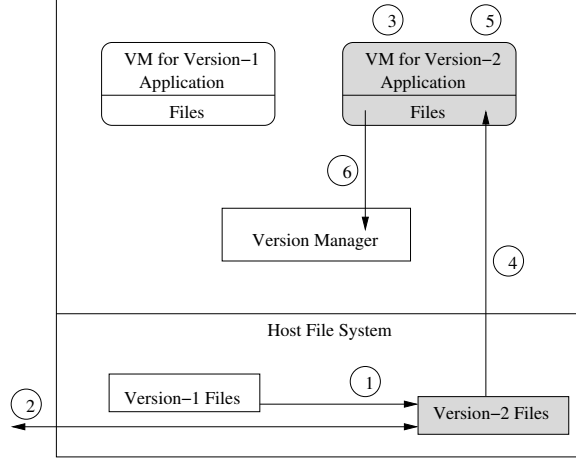 3
5
VM for Version−1
Application
Files
VM for Version−2
Application
Files
6
Version Manager
4
Host File System
1
Version−1 Files
2
Version−2 Files